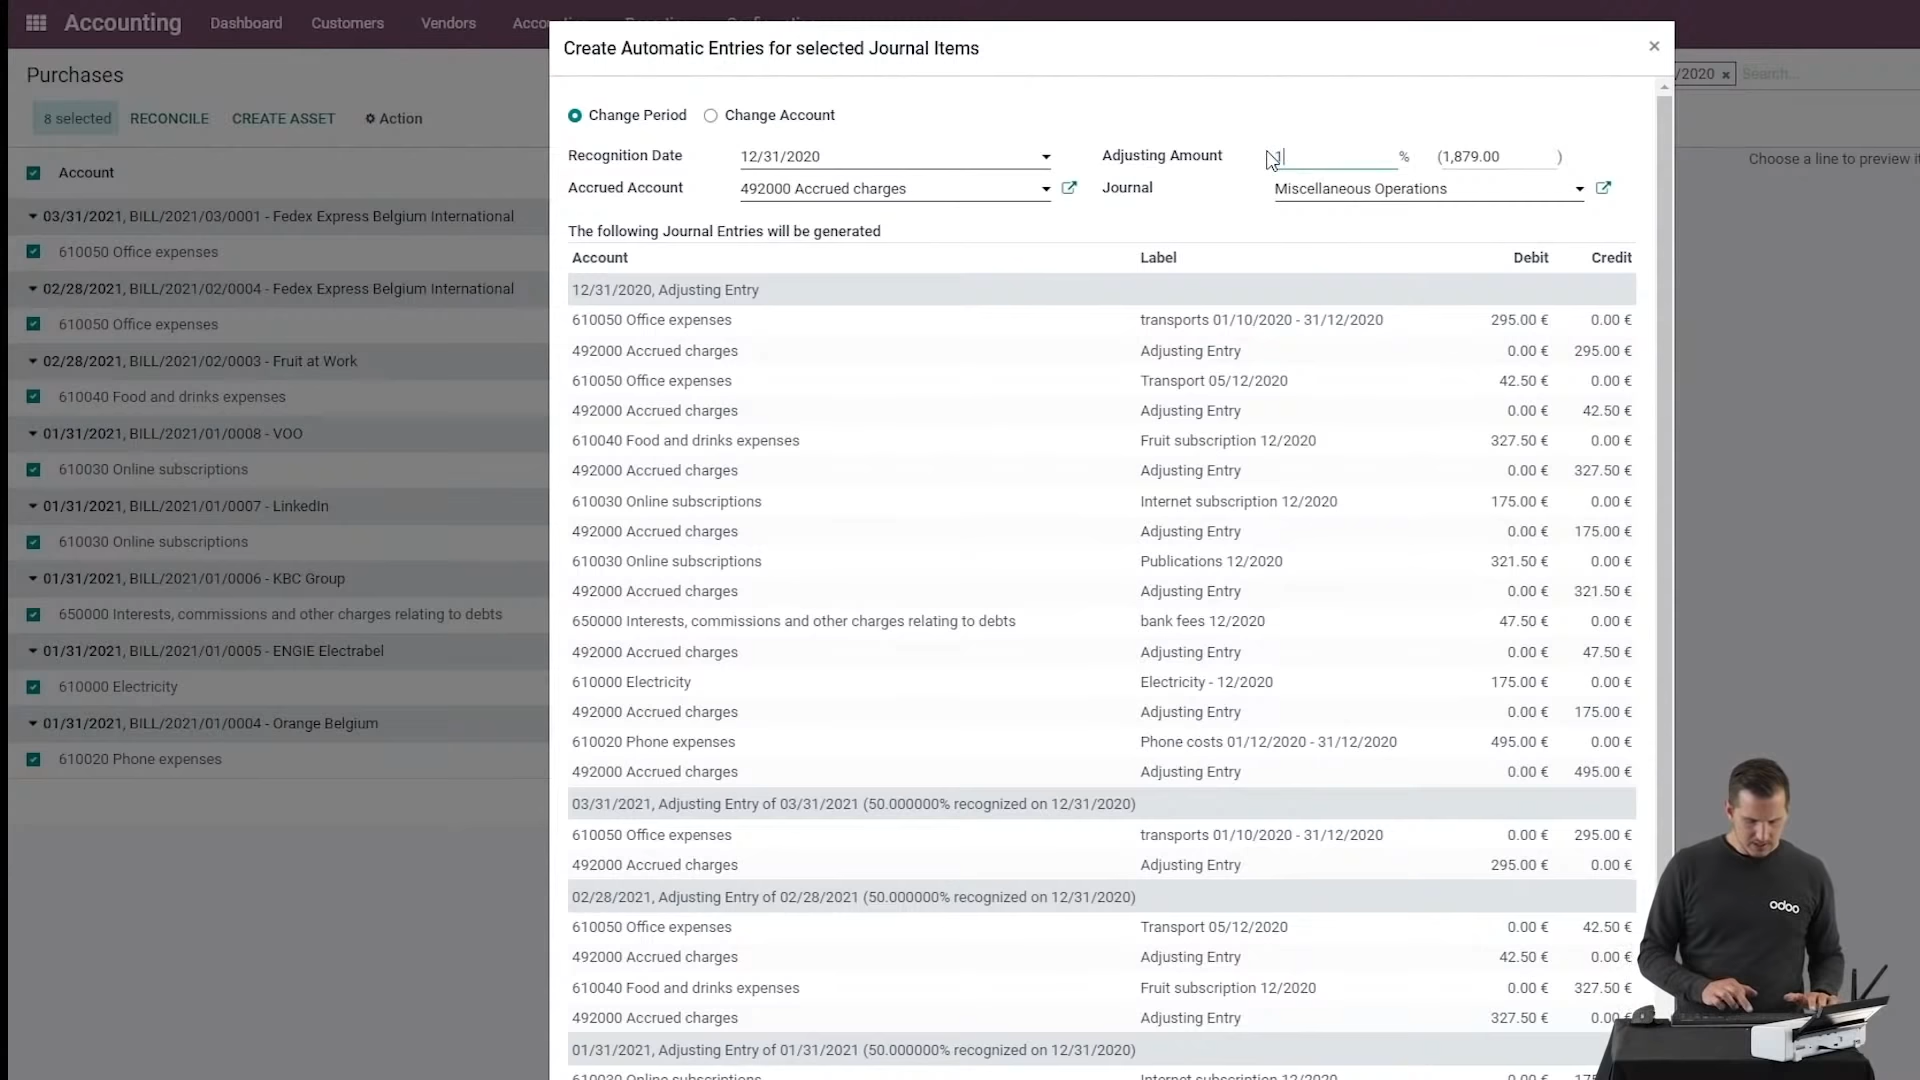 Accounting Dashboard Customers Vendors
Create Automatic Entries for selected Journal Items ×
Purchases
/2020 × Search...
8 selected RECONCILE CREATE ASSET Action
Change Period Change Account
Recognition Date 12/31/2020 Adjusting Amount % (1,879.00 )
Choose a line to preview
Account
Accrued Account 492000 Accrued charges Journal Miscellaneous Operations
03/31/2021, BILL/2021/03/0001 - Fedex Express Belgium International
610050 Office expenses
02/28/2021, BILL/2021/02/0004 - Fedex Express Belgium International
610050 Office expenses
02/28/2021, BILL/2021/02/0003 - Fruit at Work
610040 Food and drinks expenses
01/31/2021, BILL/2021/01/0008 - VOO
610030 Online subscriptions
01/31/2021, BILL/2021/01/0007 - LinkedIn
610030 Online subscriptions
01/31/2021, BILL/2021/01/0006 - KBC Group
650000 Interests, commissions and other charges relating to debts
01/31/2021, BILL/2021/01/0005 - ENGIE Electrabel
610000 Electricity
01/31/2021, BILL/2021/01/0004 - Orange Belgium
610020 Phone expenses
The following Journal Entries will be generated
Account Label Debit Credit
12/31/2020, Adjusting Entry
610050 Office expenses transports 01/10/2020 - 31/12/2020 295.00 € 0.00 €
492000 Accrued charges Adjusting Entry 0.00 € 295.00 €
610050 Office expenses Transport 05/12/2020 42.50 € 0.00 €
492000 Accrued charges Adjusting Entry 0.00 € 42.50 €
610040 Food and drinks expenses Fruit subscription 12/2020 327.50 € 0.00 €
492000 Accrued charges Adjusting Entry 0.00 € 327.50 €
610030 Online subscriptions Internet subscription 12/2020 175.00 € 0.00 €
492000 Accrued charges Adjusting Entry 0.00 € 175.00 €
610030 Online subscriptions Publications 12/2020 321.50 € 0.00 €
492000 Accrued charges Adjusting Entry 0.00 € 321.50 €
650000 Interests, commissions and other charges relating to debts bank fees 12/2020 47.50 € 0.00 €
492000 Accrued charges Adjusting Entry 0.00 € 47.50 €
610000 Electricity Electricity - 12/2020 175.00 € 0.00 €
492000 Accrued charges Adjusting Entry 0.00 € 175.00 €
610020 Phone expenses Phone costs 01/12/2020 - 31/12/2020 495.00 € 0.00 €
492000 Accrued charges Adjusting Entry 0.00 € 495.00 €
03/31/2021, Adjusting Entry of 03/31/2021 (50.000000% recognized on 12/31/2020)
610050 Office expenses transports 01/10/2020 - 31/12/2020 0.00 € 295.00 €
492000 Accrued charges Adjusting Entry 295.00 € 0.00 €
02/28/2021, Adjusting Entry of 02/28/2021 (50.000000% recognized on 12/31/2020)
610050 Office expenses Transport 05/12/2020 0.00 € 42.50 €
492000 Accrued charges Adjusting Entry 42.50 € 0.00 €
610040 Food and drinks expenses Fruit subscription 12/2020 0.00 € 327.50 €
492000 Accrued charges Adjusting Entry 327.50 € 0.00 €
01/31/2021, Adjusting Entry of 01/31/2021 (50.000000% recognized on 12/31/2020)
610030 Online subscriptions Internet subscription 12/2020 0.00 €
odoo